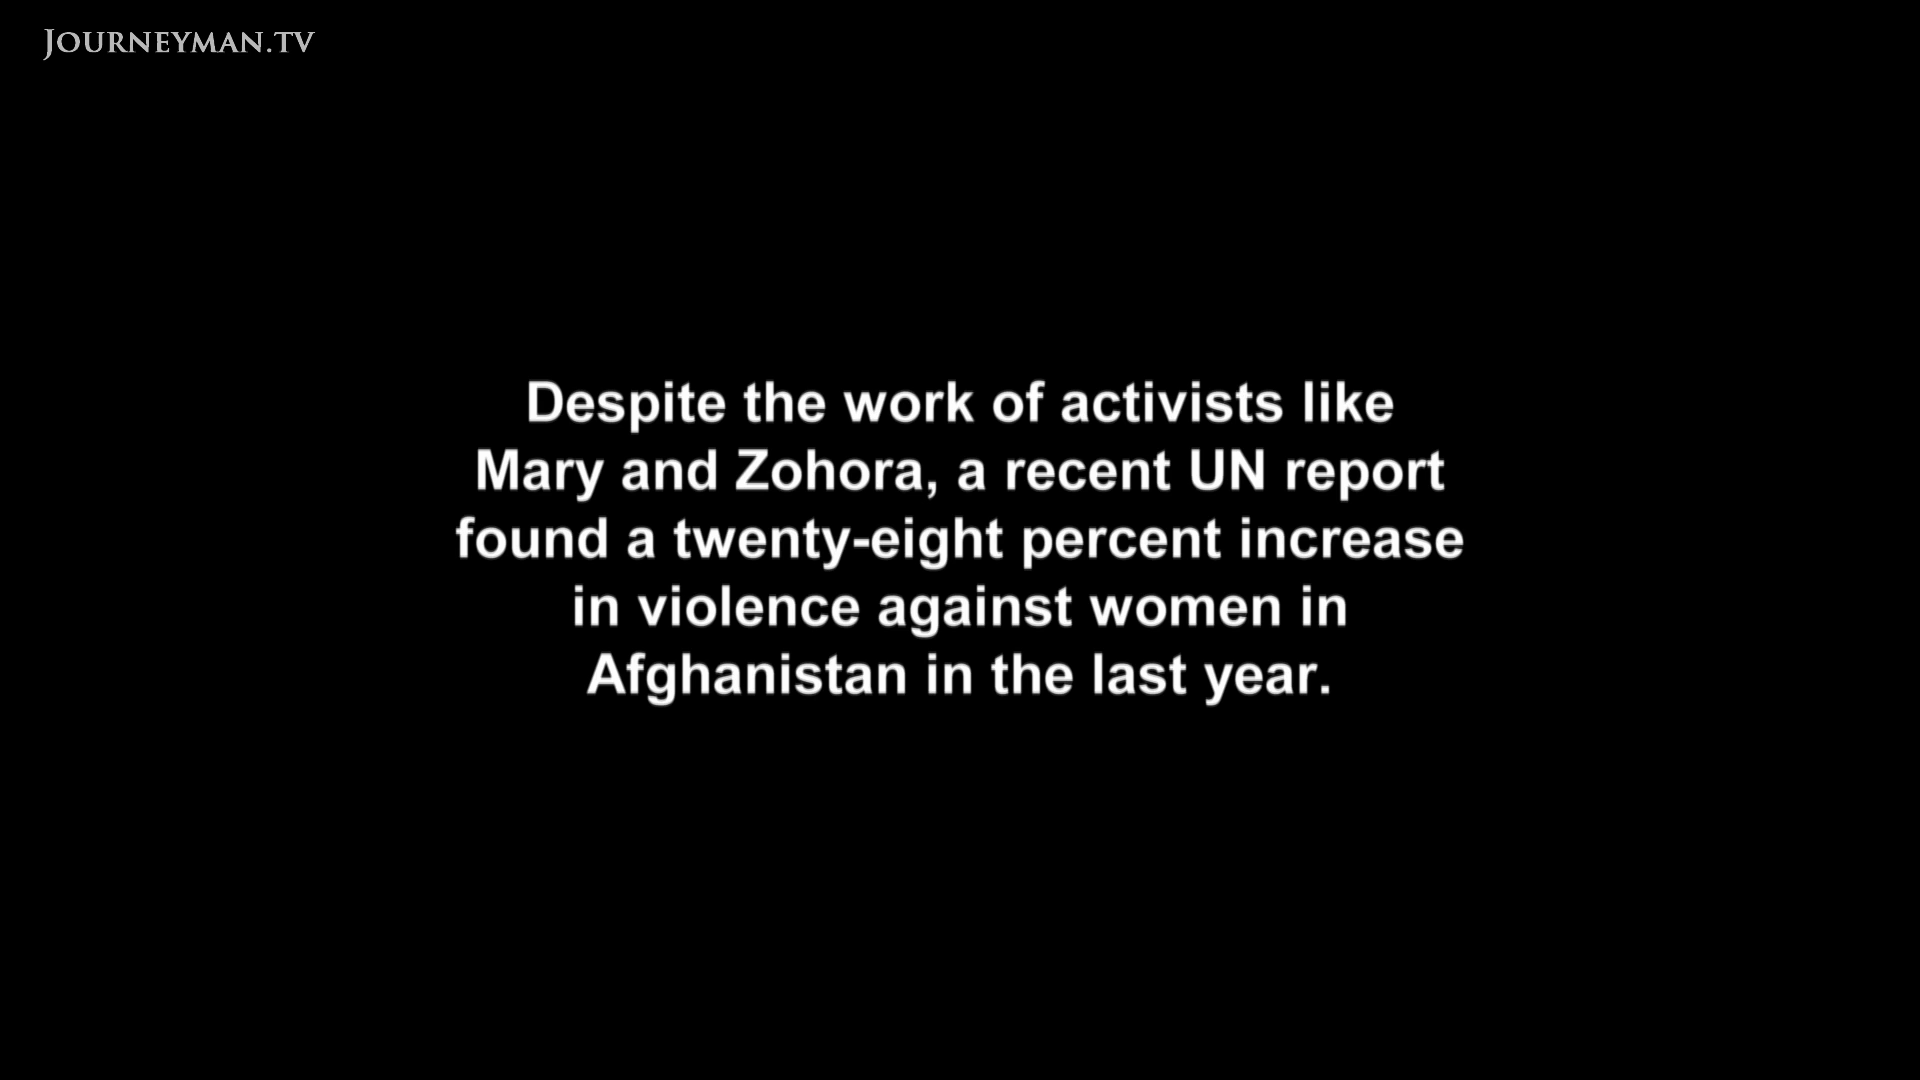 JOURNEYMAN.TV
Despite the work of activists like
Mary and Zohora, a recent UN report
found a twenty-eight percent increase
in violence against women in
Afghanistan in the last year.